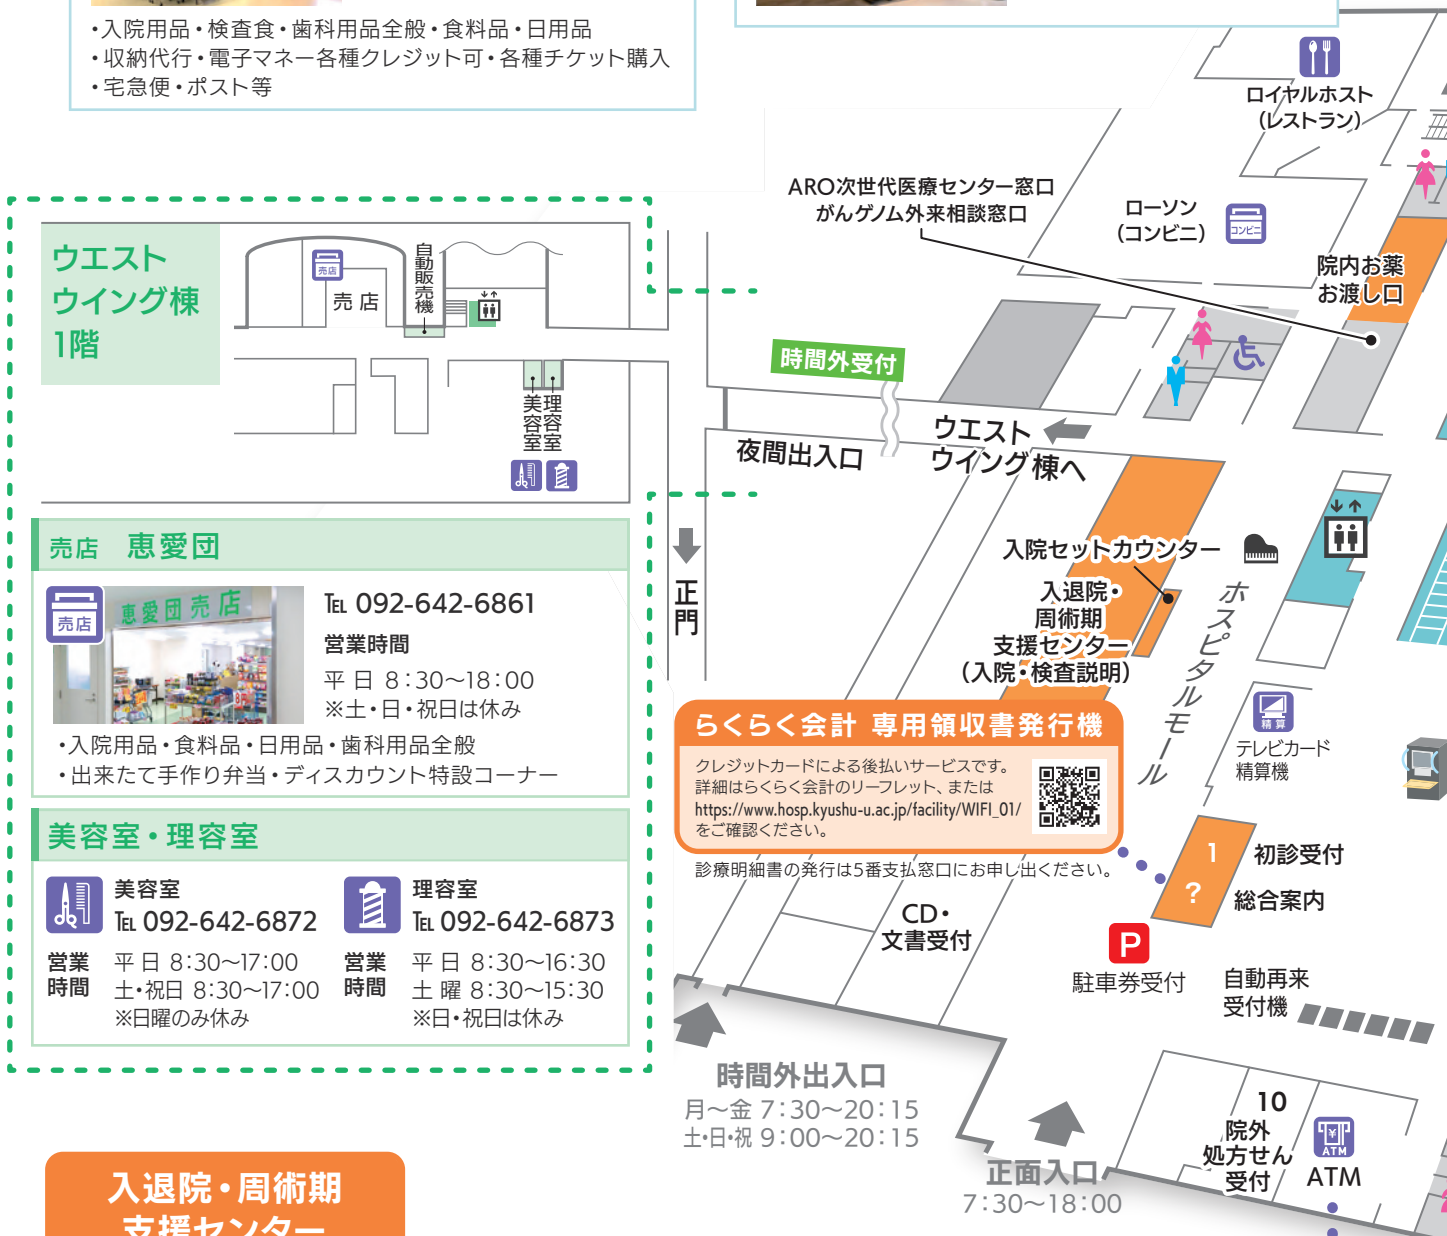 ・入院用品・検査食・歯科用品全般・食料品・日用品
・収納代行・電子マネー各種クレジット可・各種チケット購入
・宅急便・ポスト等
ロイヤルホスト
(レストラン)
ARO次世代医療センター窓口
がんゲノム外来相談窓口
ローソン
(コンビニ)
コンビニ
院内お薬
お渡し口
ウエスト
ウイング棟
1階
売店
売店
自動販売機
美容室
理容室
時間外受付
夜間出入口
ウエスト
ウイング棟へ
正門
入院セットカウンター
入退院・
周術期
支援センター
(入院・検査説明)
ホスピタルモール
売店 恵愛団
売店
恵愛団売店
TEL 092-642-6861
営業時間
平日 8:30〜18:00
※土・日・祝日は休み
・入院用品・食料品・日用品・歯科用品全般
・出来たて手作り弁当・ディスカウント特設コーナー
美容室・理容室
美容室
TEL 092-642-6872
営業時間
平日 8:30〜17:00
土・祝日 8:30〜17:00
※日曜のみ休み
理容室
TEL 092-642-6873
営業時間
平日 8:30〜16:30
土曜 8:30〜15:30
※日・祝日は休み
らくらく会計 専用領収書発行機
クレジットカードによる後払いサービスです。
詳細はらくらく会計のリーフレット、または
https://www.hosp.kyushu-u.ac.jp/facility/WIFI_01/
をご確認ください。
診療明細書の発行は5番支払窓口にお申し出ください。
精算
テレビカード
精算機
1
初診受付
?
総合案内
CD・
文書受付
P
駐車券受付
自動再来
受付機
時間外出入口
月〜金 7:30〜20:15
土・日・祝 9:00〜20:15
正面入口
7:30〜18:00
10
院外
処方せん
受付
ATM
ATM
入退院・周術期
支援センター